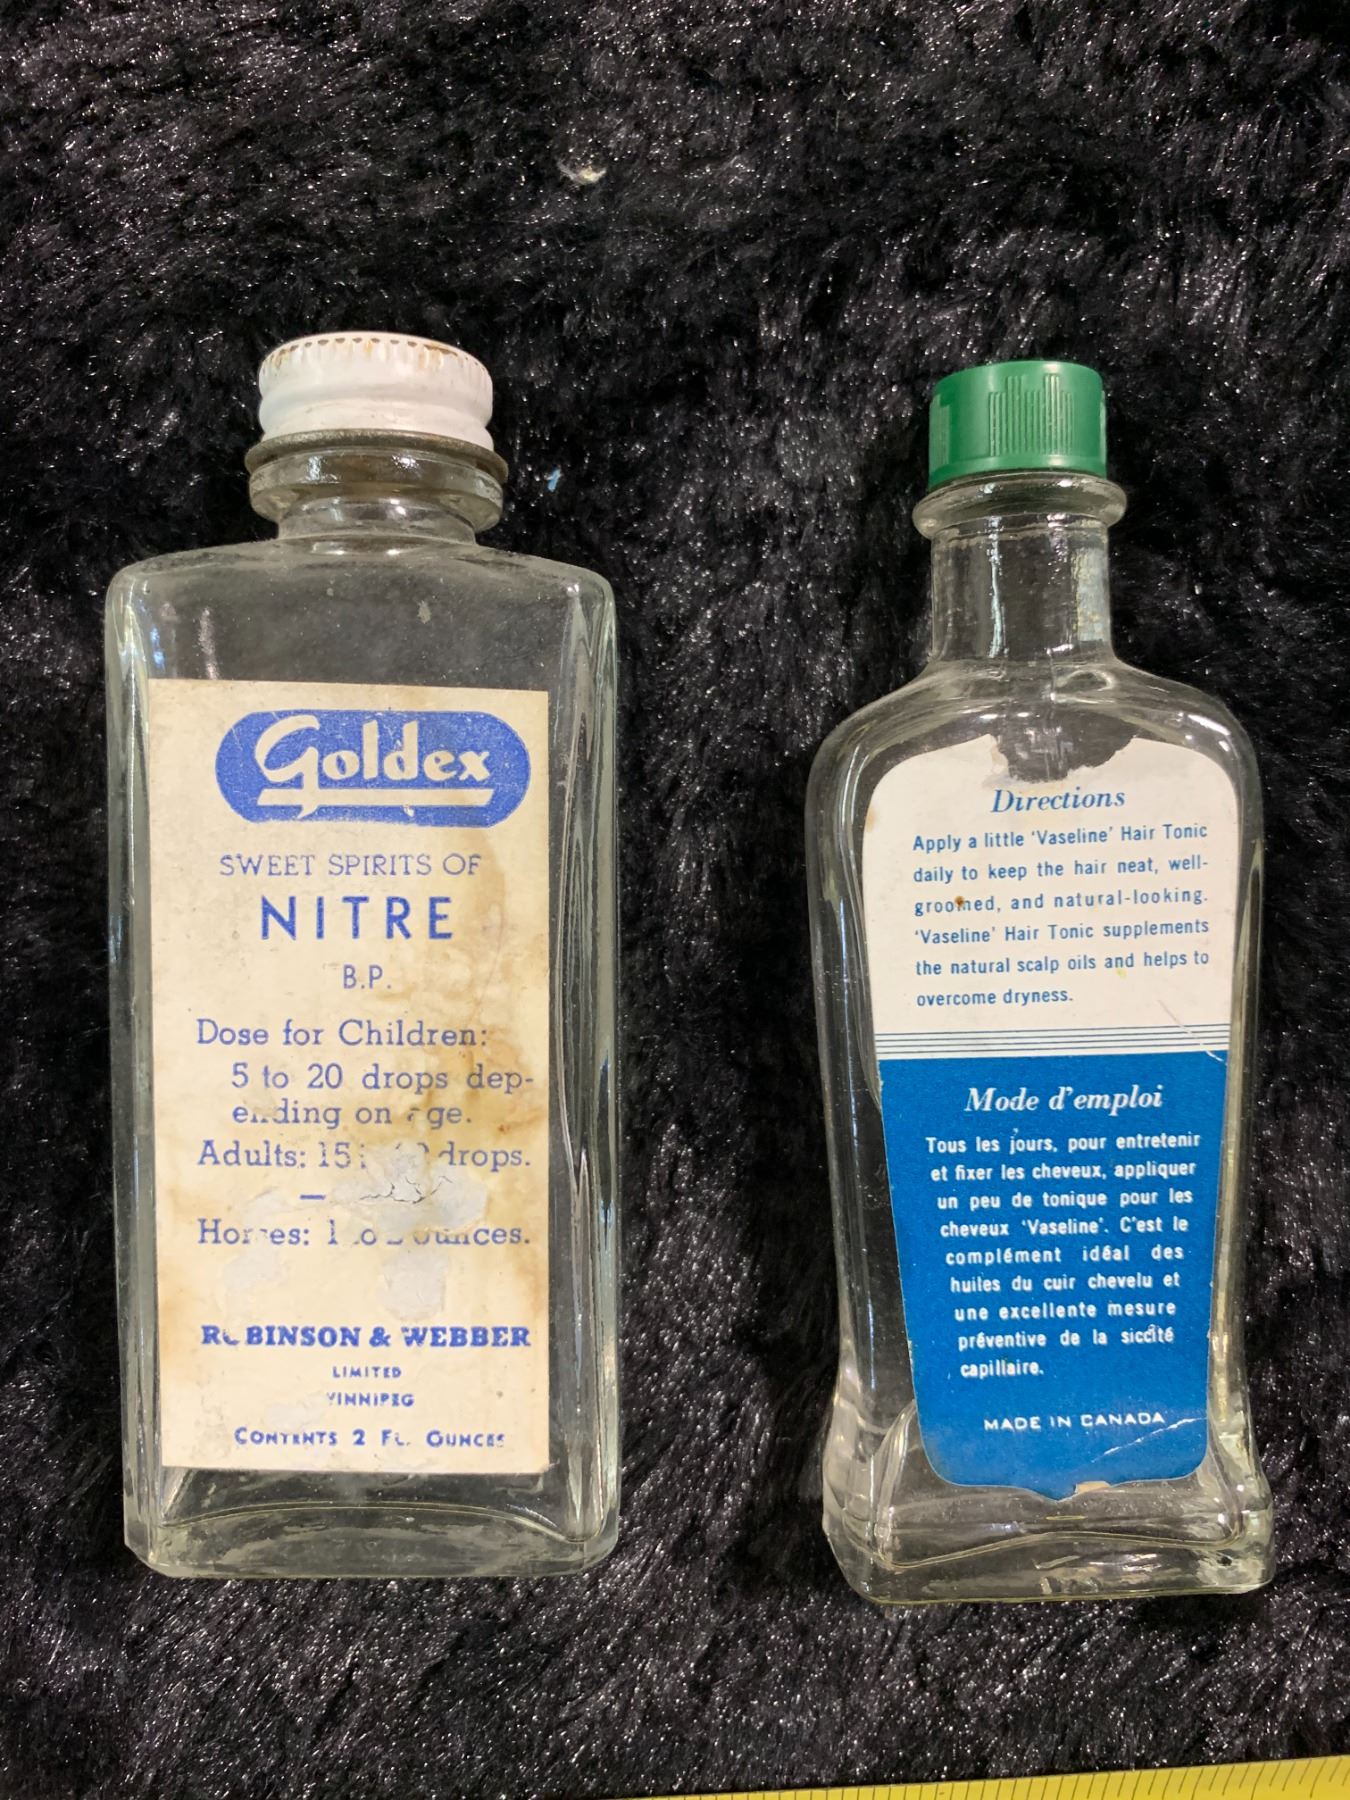 Goldex
SWEET SPIRITS OF
NITRE
B.P.
Dose for Children:
5 to 20 drops dep-
ending on age.
Adults: 15 drops.
Horses: 1 to ounces.
ROBINSON & WEBBER
LIMITED
WINNIPEG
CONTENTS 2 FL. OUNCES
Directions
Apply a little 'Vaseline' Hair Tonic
daily to keep the hair neat, well-
groomed, and natural-looking.
'Vaseline' Hair Tonic supplements
the natural scalp oils and helps to
overcome dryness.
Mode d'emploi
Tous les jours, pour entretenir
et fixer les cheveux, appliquer
un peu de tonique pour les
cheveux 'Vaseline'. C'est le
complément idéal des
huiles du cuir chevelu et
une excellente mesure
préventive de la siccité
capillaire.
MADE IN CANADA